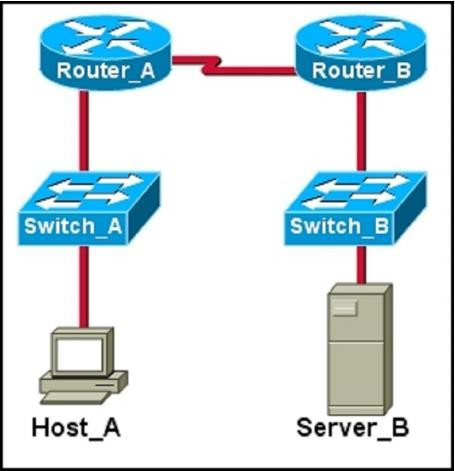 Router_A
Router_B
Switch_A
Switch_B
Host_A
Server_B